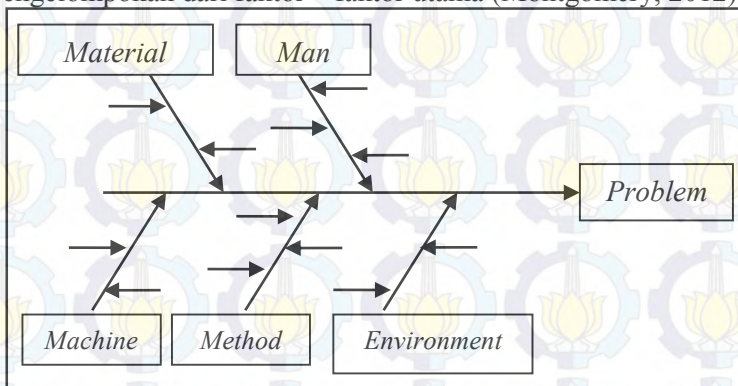 engelompokan dari faktor – faktor utama (Montgomery, 2012)
Material
Man
Problem
Machine
Method
Environment